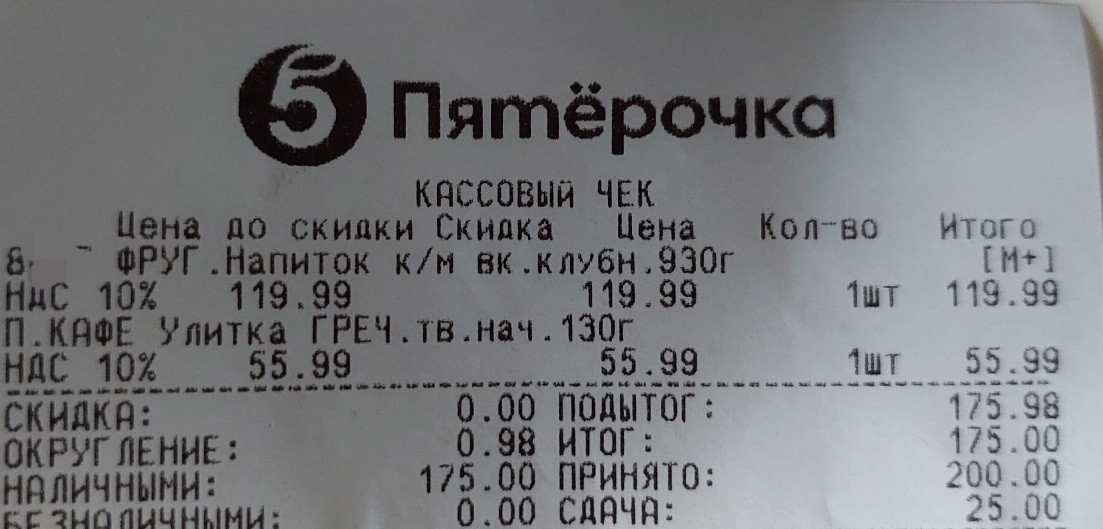 5 Пятёрочка
КАССОВЫЙ ЧЕК
Цена до скидки Скидка Цена Кол-во Итого
ФРУГ.Напиток к/м вк.клубн.930г [М+]
НДС 10% 119.99 119.99 1шт 119.99
П.КАФЕ Улитка ГРЕЧ.тв.нач.130г
НДС 10% 55.99 55.99 1шт 55.99
СКИДКА: 0.00 ПОДЫТОГ: 175.98
ОКРУГЛЕНИЕ: 0.98 ИТОГ: 175.00
НАЛИЧНЫМИ: 175.00 ПРИНЯТО: 200.00
БЕЗНАЛИЧНЫМИ: 0.00 СДАЧА: 25.00